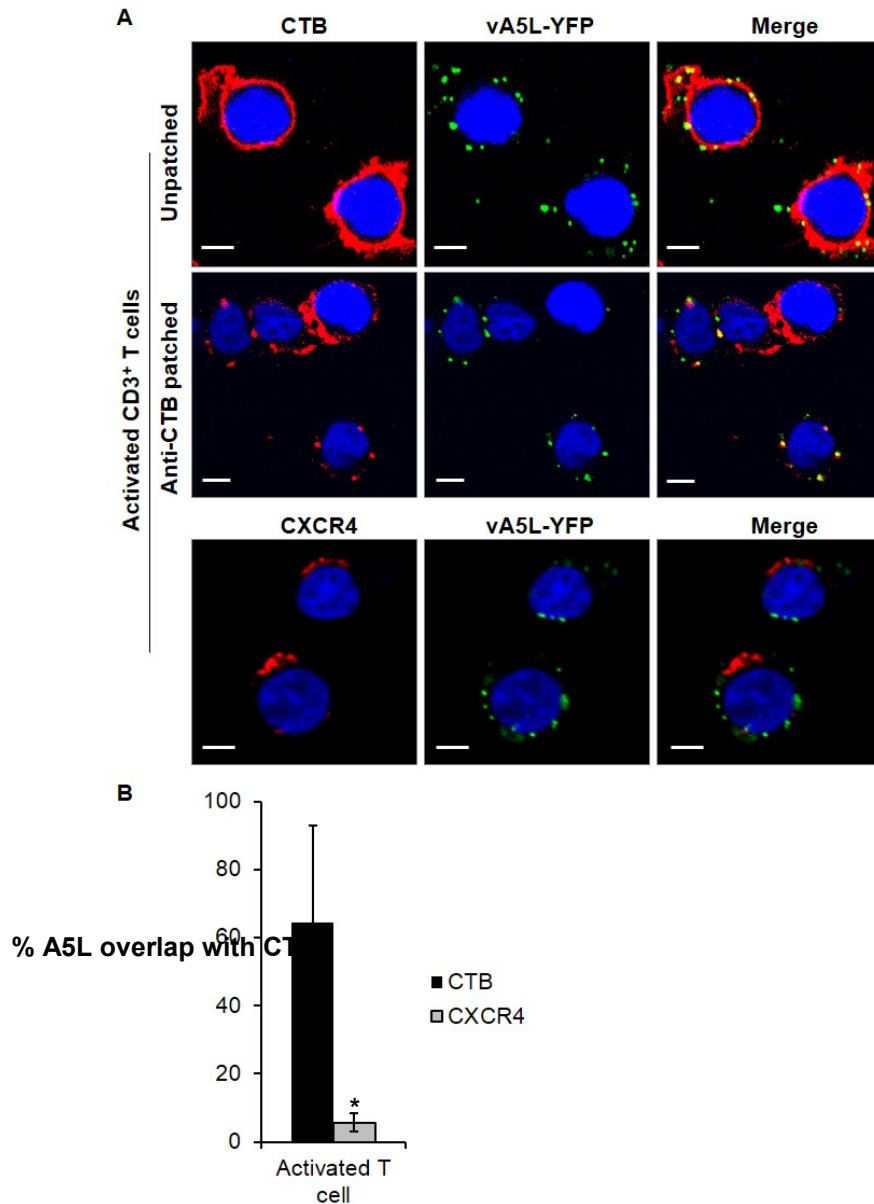 A
CTB vA5L-YFP Merge
Activated CD3⁺ T cells
Unpatched
Anti-CTB patched
CXCR4 vA5L-YFP Merge
B
% A5L overlap with CT
100
80
60
40
20
0
*
Activated T
cell
CTB
CXCR4